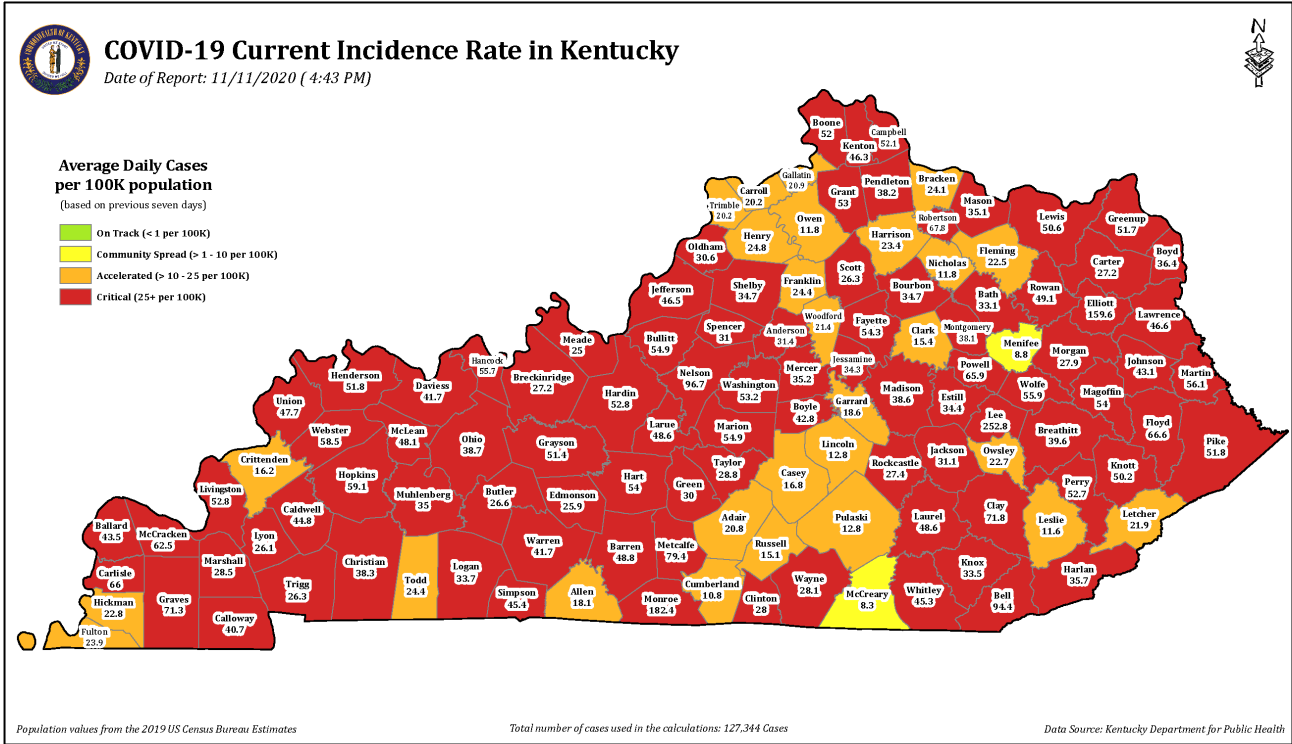 COVID-19 Current Incidence Rate in Kentucky
Date of Report: 11/11/2020 ( 4:43 PM)
N
Average Daily Cases
per 100K population
(based on previous seven days)
On Track (< 1 per 100K)
Community Spread (> 1 - 10 per 100K)
Accelerated (> 10 - 25 per 100K)
Critical (25+ per 100K)
Boone
52
Campbell
52.1
Kenton
46.3
Gallatin
20.9
Carroll
20.2
Trimble
20.2
Grant
53
Pendleton
38.2
Bracken
24.1
Mason
35.1
Robertson
67.8
Lewis
50.6
Greenup
51.7
Boyd
36.4
Owen
11.8
Henry
24.8
Oldham
30.6
Harrison
23.4
Nicholas
11.8
Fleming
22.5
Carter
27.2
Scott
26.3
Franklin
24.4
Shelby
34.7
Jefferson
46.5
Bourbon
34.7
Bath
33.1
Rowan
49.1
Elliott
159.6
Lawrence
46.6
Woodford
21.4
Fayette
54.3
Clark
15.4
Montgomery
38.1
Menifee
8.8
Morgan
27.9
Johnson
43.1
Martin
56.1
Spencer
31
Anderson
31.4
Bullitt
54.9
Meade
25
Hancock
55.7
Breckinridge
27.2
Nelson
96.7
Washington
53.2
Mercer
35.2
Jessamine
34.3
Powell
65.9
Wolfe
55.9
Magoffin
54
Henderson
51.8
Daviess
41.7
Union
47.7
Hardin
52.8
Boyle
42.8
Garrard
18.6
Madison
38.6
Estill
34.4
Lee
252.8
Breathitt
39.6
Floyd
66.6
Pike
51.8
Webster
58.5
McLean
48.1
Ohio
38.7
Grayson
51.4
Larue
48.6
Marion
54.9
Lincoln
12.8
Rockcastle
27.4
Jackson
31.1
Owsley
22.7
Knott
50.2
Perry
52.7
Crittenden
16.2
Hopkins
59.1
Muhlenberg
35
Butler
26.6
Edmonson
25.9
Hart
54
Green
30
Taylor
28.8
Casey
16.8
Livingston
52.8
Caldwell
44.8
Adair
20.8
Pulaski
12.8
Laurel
48.6
Clay
71.8
Leslie
11.6
Letcher
21.9
Ballard
43.5
McCracken
62.5
Lyon
26.1
Warren
41.7
Barren
48.8
Metcalfe
79.4
Russell
15.1
Marshall
28.5
Christian
38.3
Todd
24.4
Logan
33.7
Knox
33.5
Harlan
35.7
Carlisle
66
Trigg
26.3
Simpson
45.4
Allen
18.1
Monroe
182.4
Cumberland
10.8
Clinton
28
Wayne
28.1
McCreary
8.3
Whitley
45.3
Bell
94.4
Hickman
22.8
Graves
71.3
Calloway
40.7
Fulton
23.9
Population values from the 2019 US Census Bureau Estimates
Total number of cases used in the calculations: 127,344 Cases
Data Source: Kentucky Department for Public Health